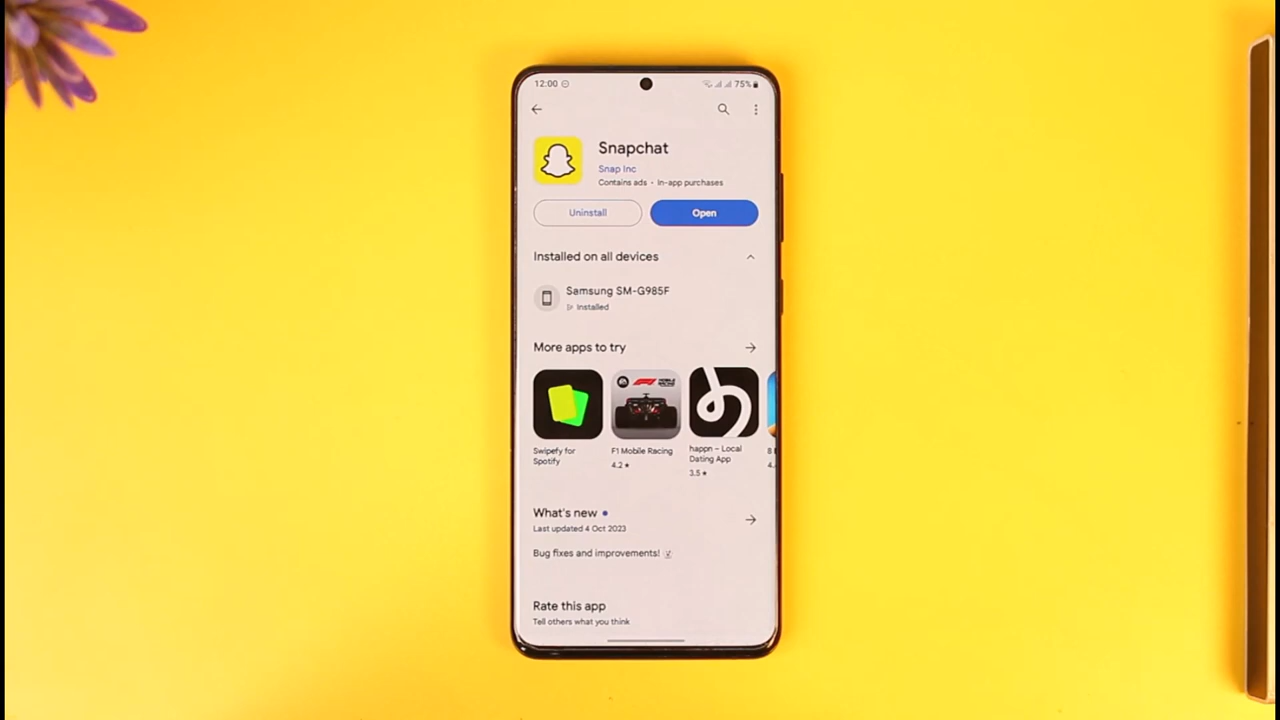 12:00
75%
Snapchat
Snap Inc
Contains ads • In-app purchases
Uninstall
Open
Installed on all devices
Samsung SM-G985F
Installed
More apps to try
Swipefy for
Spotify
F1 Mobile Racing
4.2 ★
happn – Local
Dating App
3.5 ★
8 B
4.
What's new •
Last updated 4 Oct 2023
Bug fixes and improvements!
Rate this app
Tell others what you think